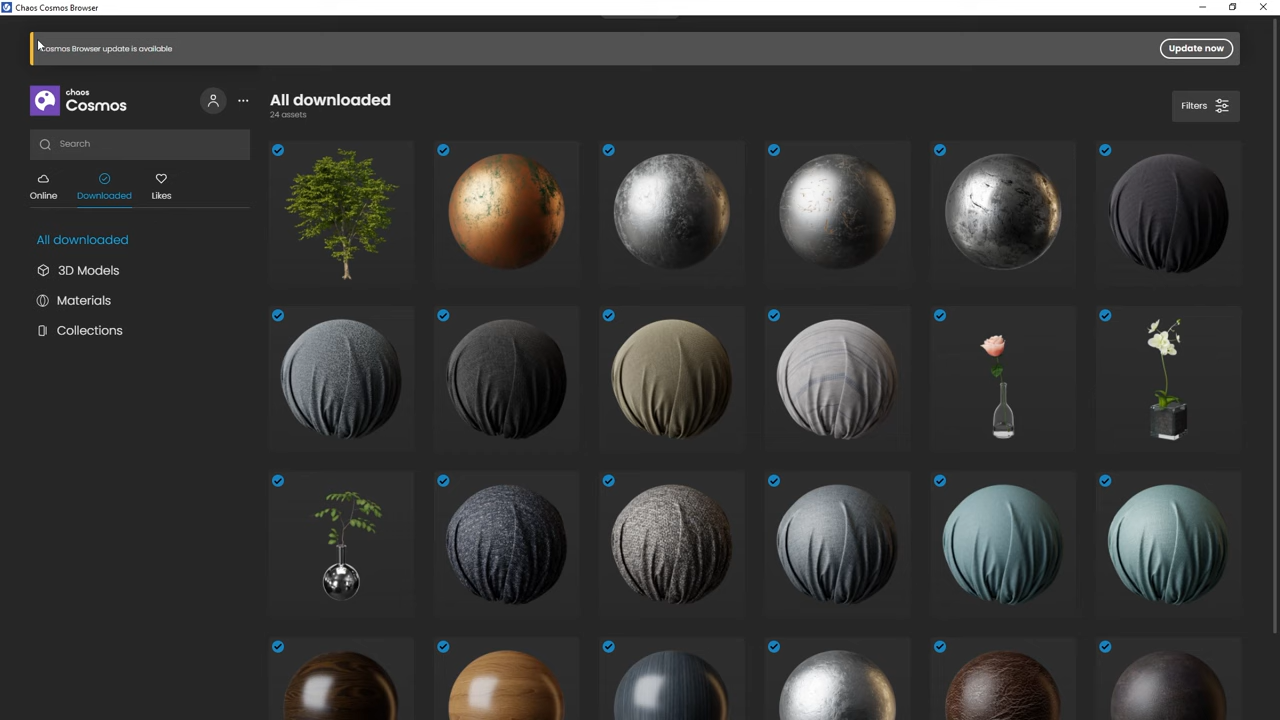 Chaos Cosmos Browser
Cosmos Browser update is available
Update now
chaos
Cosmos
All downloaded
24 assets
Filters
Search
Online
Downloaded
Likes
All downloaded
3D Models
Materials
Collections